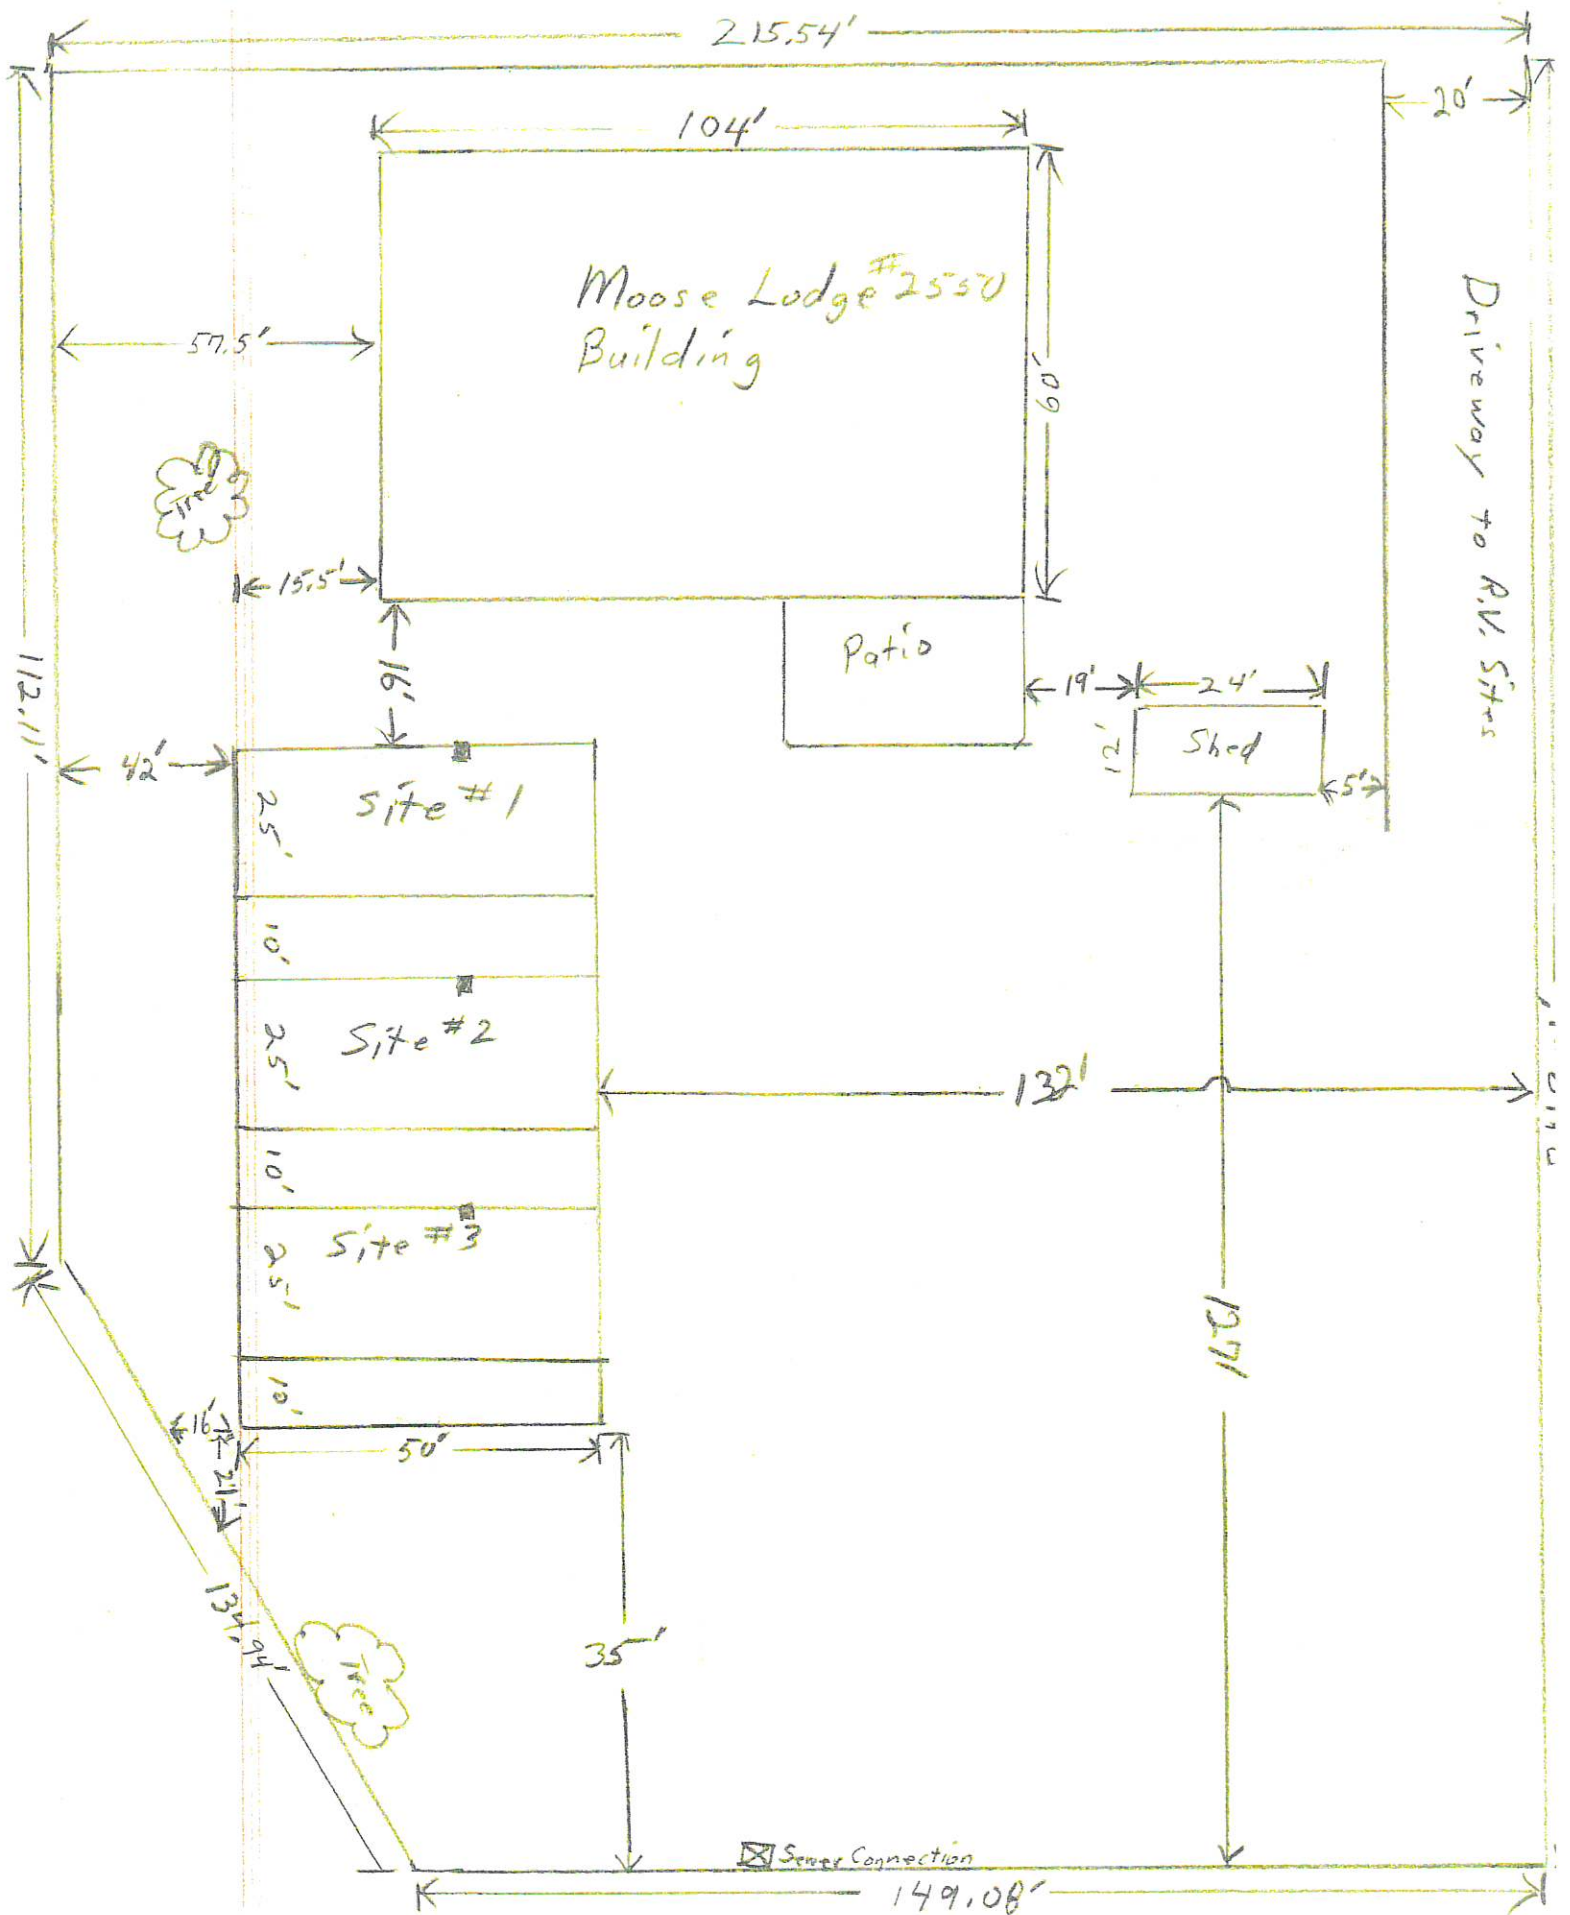 215.54'
20'
104'
Moose Lodge #2550
Building
57.5'
60'
Driveway to R.V. Sites
Tree
15.5'
16'
Patio
112.11'
19'
24'
42'
12'
Shed
5'
Site #1
25'
10'
Site #2
25'
132'
10'
Site #3
25'
127'
10'
16'
50'
21'
134.94'
35'
Tree
Sewer Connection
149.08'